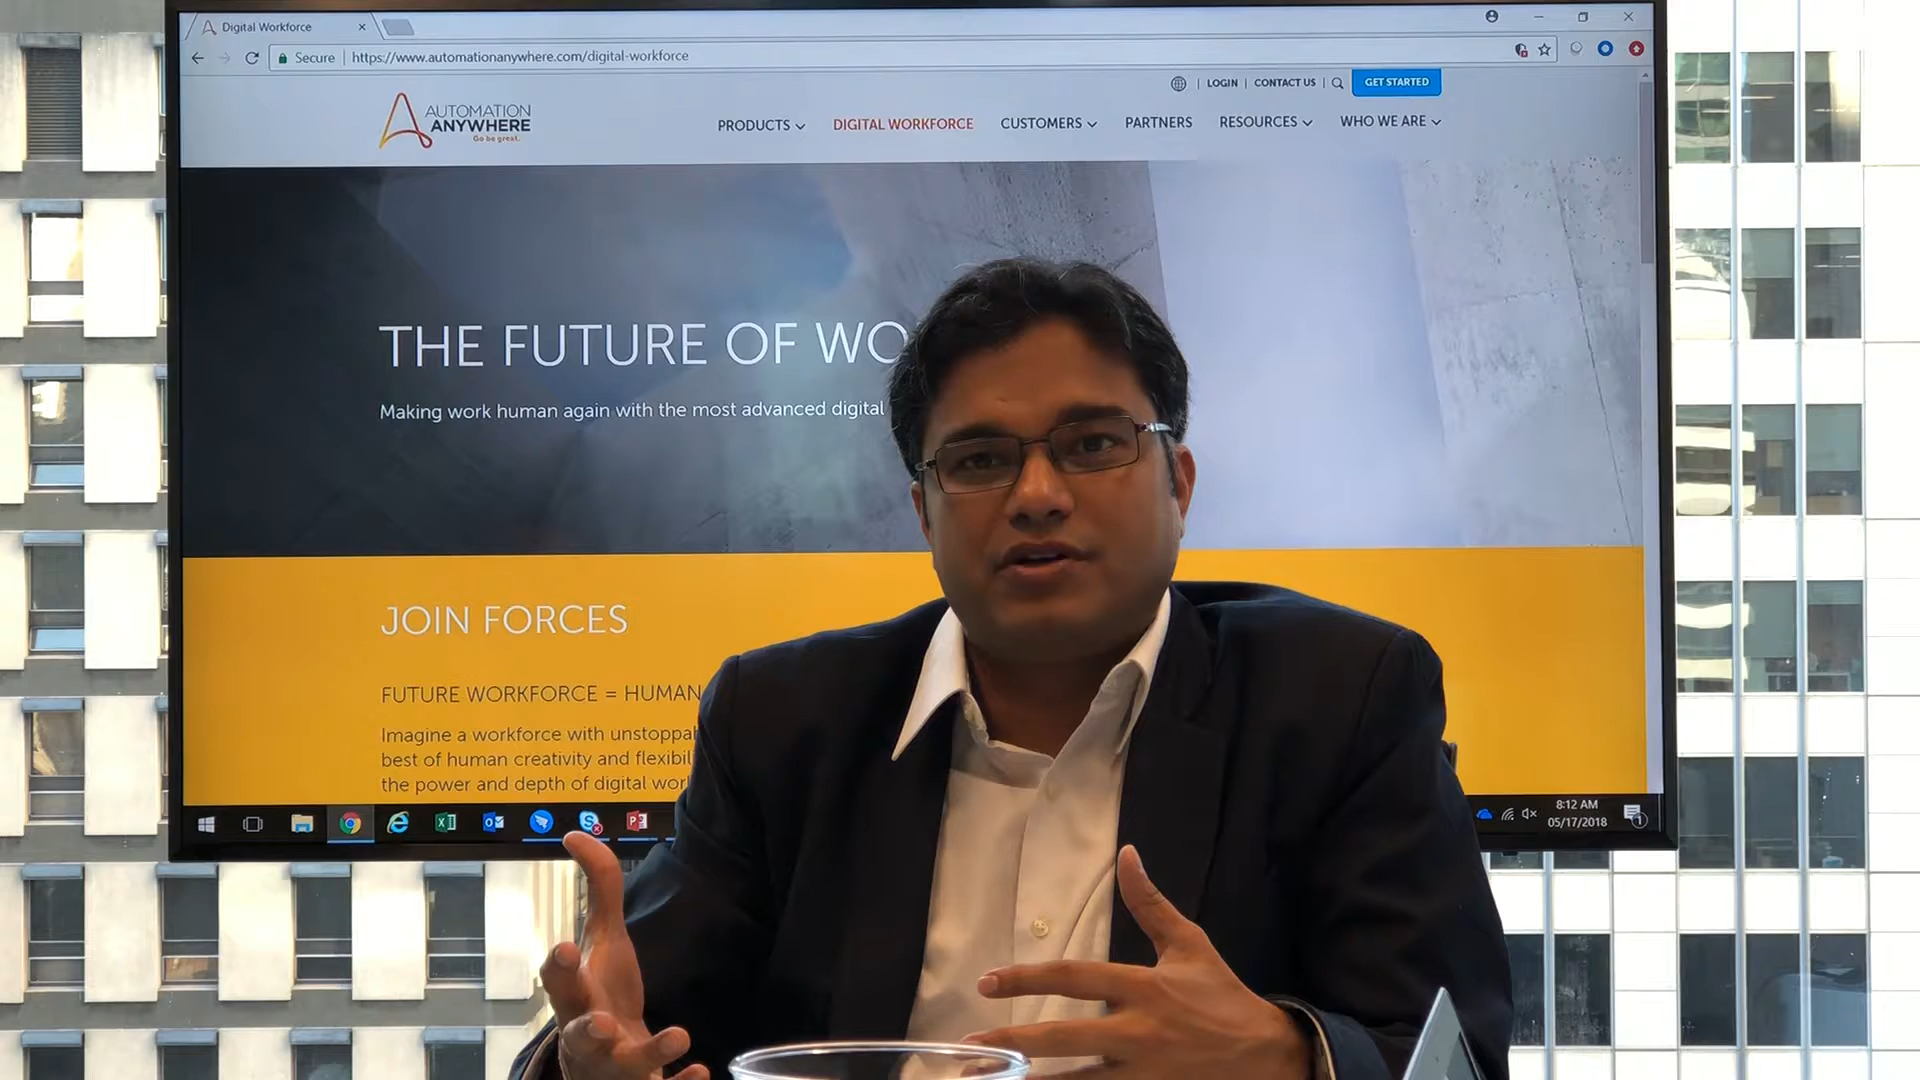 Digital Workforce
Secure
https://www.automationanywhere.com/digital-workforce
LOGIN | CONTACT US | GET STARTED
AUTOMATION
ANYWHERE
Go be great.
PRODUCTS DIGITAL WORKFORCE CUSTOMERS PARTNERS RESOURCES WHO WE ARE
THE FUTURE OF WO
Making work human again with the most advanced digital
JOIN FORCES
FUTURE WORKFORCE = HUMAN
Imagine a workforce with unstoppa
best of human creativity and flexibil
the power and depth of digital wor
8:12 AM
05/17/2018
1